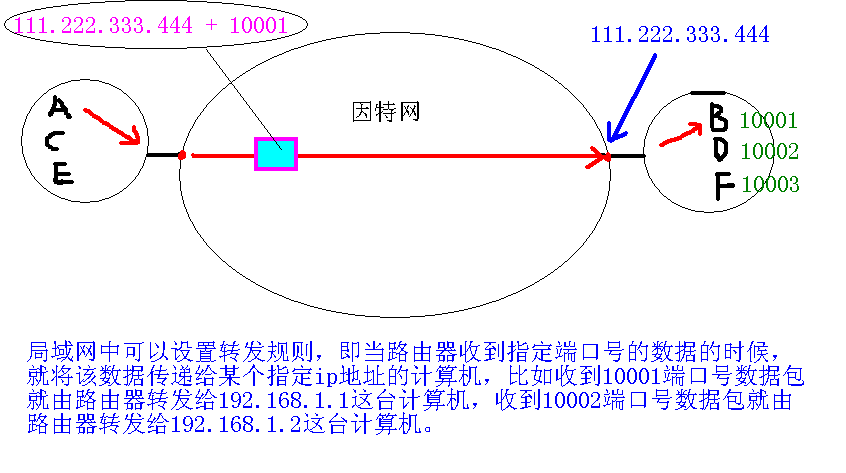 111.222.333.444 + 10001
111.222.333.444
因特网
A
C
E
B 10001
D 10002
F 10003
局域网中可以设置转发规则，即当路由器收到指定端口号的数据的时候，
就将该数据传递给某个指定ip地址的计算机，比如收到10001端口号数据包
就由路由器转发给192.168.1.1这台计算机，收到10002端口号数据包就由
路由器转发给192.168.1.2这台计算机。